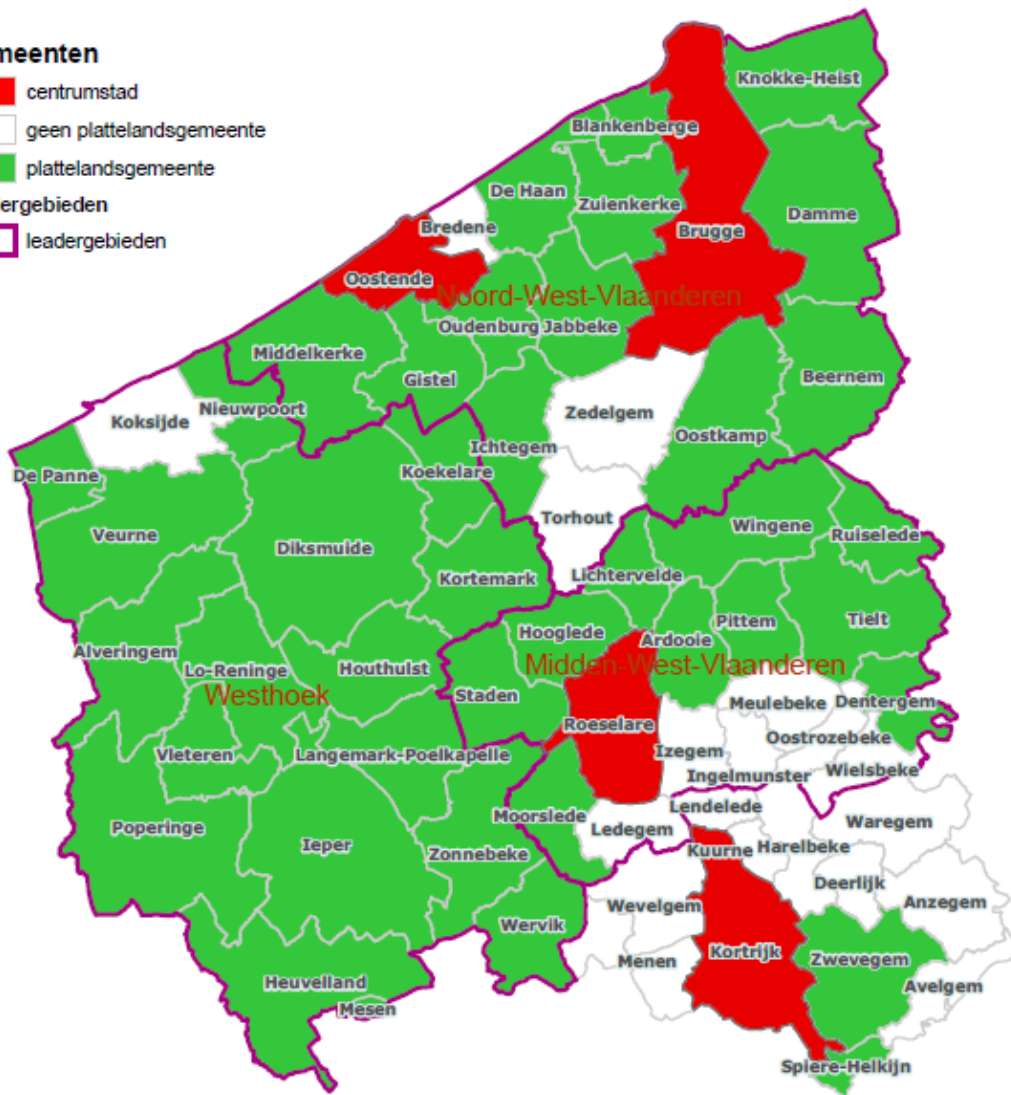 meenten
centrumstad
geen plattelandsgemeente
plattelandsgemeente
ergebieden
leadergebieden
Knokke-Heist
Blankenberge
De Haan
Zuienkerke
Damme
Bredene
Brugge
Oostende
Noord-West-Vlaanderen
Oudenburg
Jabbeke
Middelkerke
Gistel
Beernem
Nieuwpoort
Koksijde
Zedelgem
Oostkamp
Ichtegem
De Panne
Koekelare
Torhout
Wingene
Veurne
Diksmuide
Ruiselede
Kortemark
Lichtervelde
Pittem
Tielt
Hooglede
Ardooie
Alveringem
Lo-Reninge
Houthulst
Midden-West-Vlaanderen
Westhoek
Staden
Meulebeke
Dentergem
Roeselare
Oostrozebeke
Vleteren
Langemark-Poelkapelle
Izegem
Ingelmunster
Wielsbeke
Lendelede
Moorslede
Poperinge
Ledegem
Waregem
Ieper
Zonnebeke
Kuurne
Harelbeke
Deerlijk
Wevelgem
Anzegem
Wervik
Kortrijk
Zwevegem
Menen
Heuvelland
Avelgem
Mesen
Spiere-Helkijn